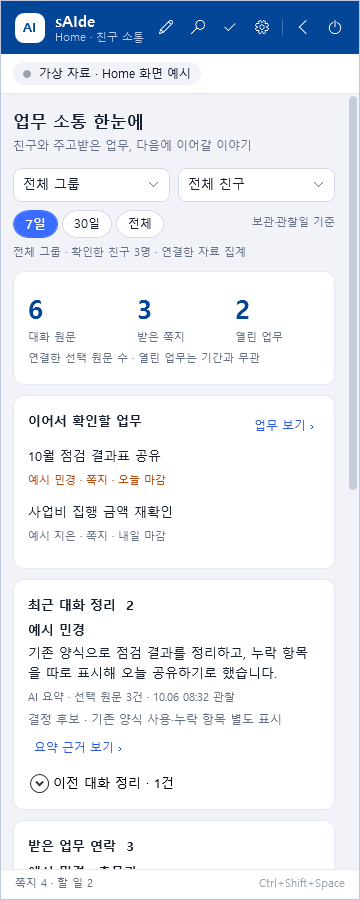 AI
sAIde
Home · 친구 소통
가상 자료 · Home 화면 예시
업무 소통 한눈에
친구와 주고받은 업무, 다음에 이어갈 이야기
전체 그룹
전체 친구
7일
30일
전체
보관·관찰일 기준
전체 그룹 · 확인한 친구 3명 · 연결한 자료 집계
6
3
2
대화 원문
받은 쪽지
열린 업무
연결한 선택 원문 수 · 열린 업무는 기간과 무관
이어서 확인할 업무
업무 보기 ›
10월 점검 결과표 공유
예시 민경 · 쪽지 · 오늘 마감
사업비 집행 금액 재확인
예시 지은 · 쪽지 · 내일 마감
최근 대화 정리 2
예시 민경
기존 양식으로 점검 결과를 정리하고, 누락 항목
을 따로 표시해 오늘 공유하기로 했습니다.
AI 요약 · 선택 원문 3건 · 10.06 08:32 관찰
결정 후보 · 기존 양식 사용·누락 항목 별도 표시
요약 근거 보기 ›
이전 대화 정리 · 1건
받은 업무 연락 3
쪽지 4 · 할 일 2
Ctrl+Shift+Space